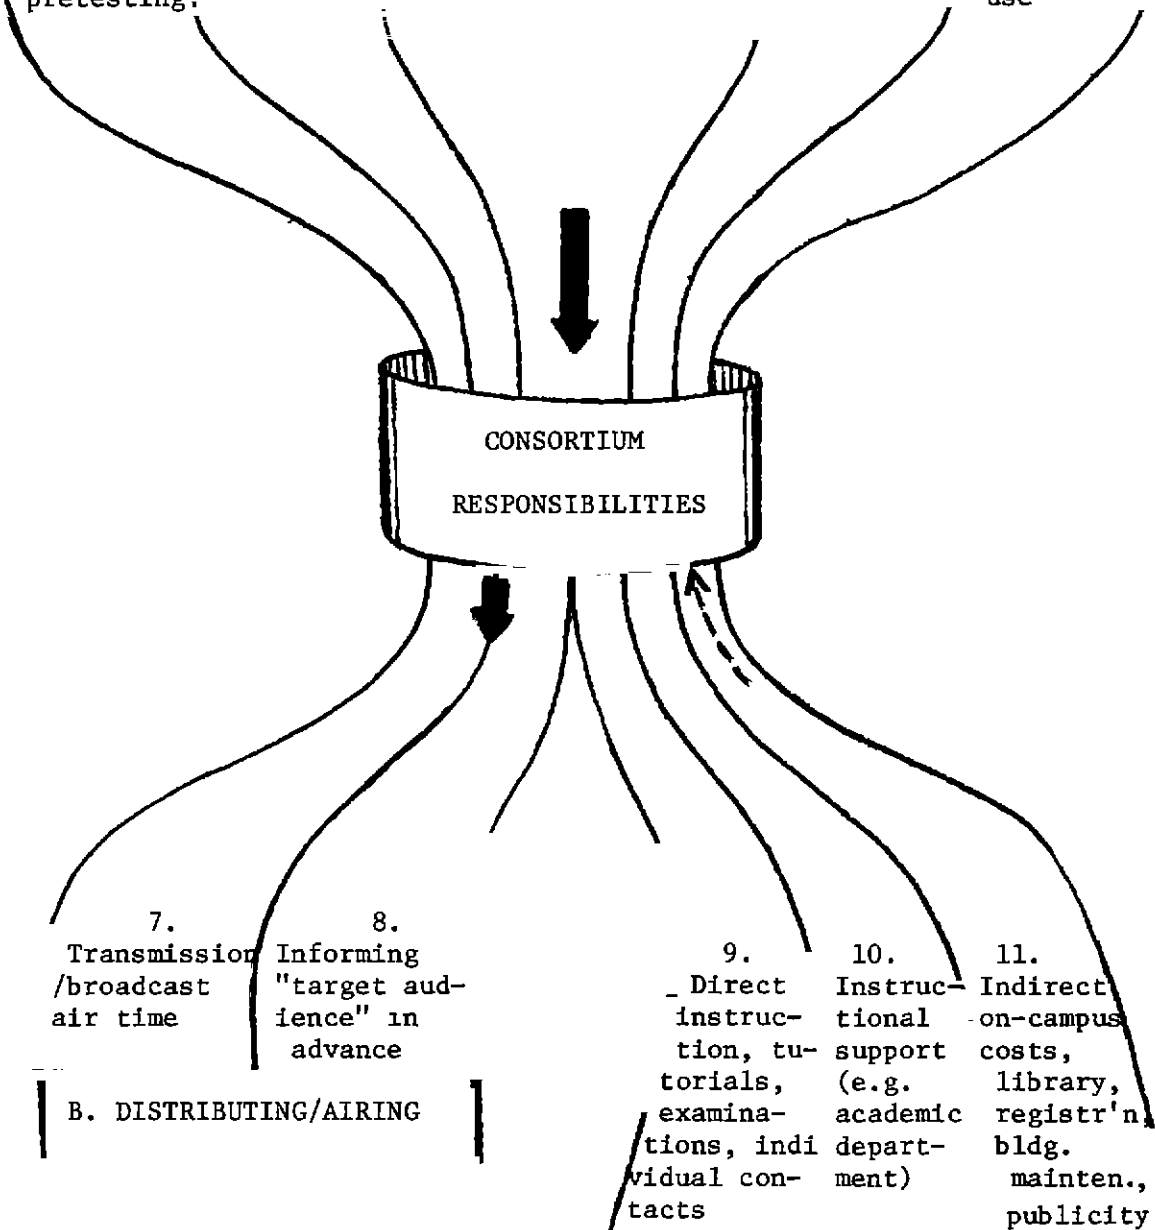 pretesting.
use
CONSORTIUM
RESPONSIBILITIES
7.
Transmission
/broadcast
air time
8.
Informing
"target aud-
ience" in
advance
B. DISTRIBUTING/AIRING
9.
Direct
instruc-
tion, tu-
torials,
examina-
tions, indi
vidual con-
tacts
10.
Instruc-
tional
support
(e.g.
academic
depart-
ment)
11.
Indirect
on-campus
costs,
library,
registr'n,
bldg.
mainten.,
publicity